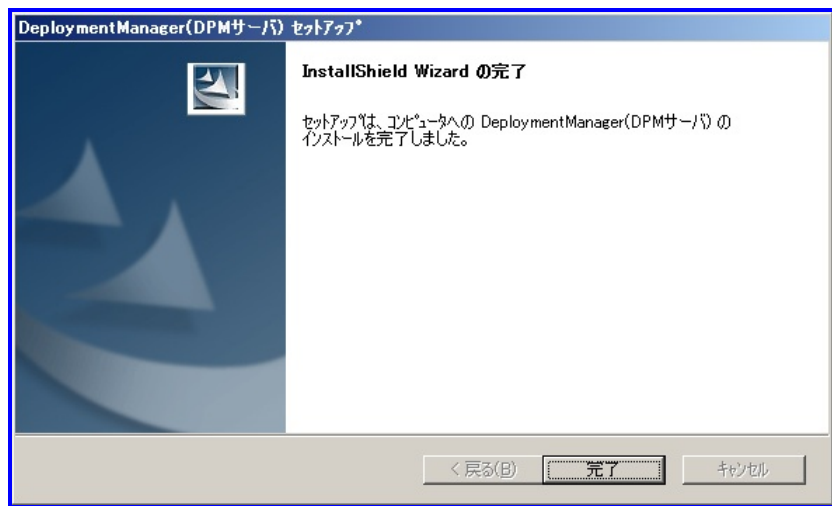 DeploymentManager(DPMサーバ) セットアップ
InstallShield Wizard の完了
セットアップは、コンピュータへの DeploymentManager(DPMサーバ) の
インストールを完了しました。
< 戻る(B)
完了
キャンセル